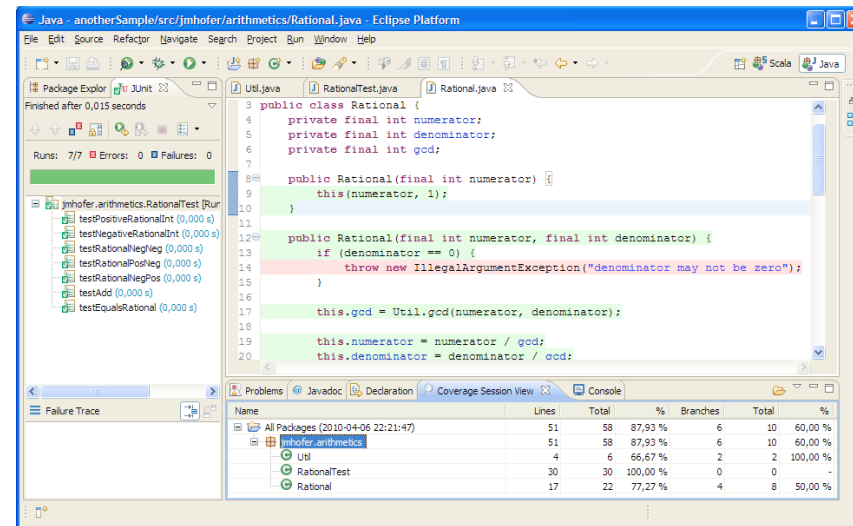 Java - anotherSample/src/jmhofer/arithmetics/Rational.java - Eclipse Platform
File Edit Source Refactor Navigate Search Project Run Window Help
Scala Java
Package Explor JUnit
Finished after 0,015 seconds
Runs: 7/7 Errors: 0 Failures: 0
jmhofer.arithmetics.RationalTest [Run
testPositiveRationalInt (0,000 s)
testNegativeRationalInt (0,000 s)
testRationalNegNeg (0,000 s)
testRationalPosNeg (0,000 s)
testRationalNegPos (0,000 s)
testAdd (0,000 s)
testEqualsRational (0,000 s)
Failure Trace
Util.java RationalTest.java Rational.java
3 public class Rational {
4 private final int numerator;
5 private final int denominator;
6 private final int gcd;
7
8 public Rational(final int numerator) {
9 this(numerator, 1);
10 }
11
12 public Rational(final int numerator, final int denominator) {
13 if (denominator == 0) {
14 throw new IllegalArgumentException("denominator may not be zero");
15 }
16
17 this.gcd = Util.gcd(numerator, denominator);
18
19 this.numerator = numerator / gcd;
20 this.denominator = denominator / gcd;
Problems Javadoc Declaration Coverage Session View Console
Name Lines Total % Branches Total %
All Packages (2010-04-06 22:21:47) 51 58 87,93 % 6 10 60,00 %
jmhofer.arithmetics 51 58 87,93 % 6 10 60,00 %
Util 4 6 66,67 % 2 2 100,00 %
RationalTest 30 30 100,00 % 0 0 -
Rational 17 22 77,27 % 4 8 50,00 %